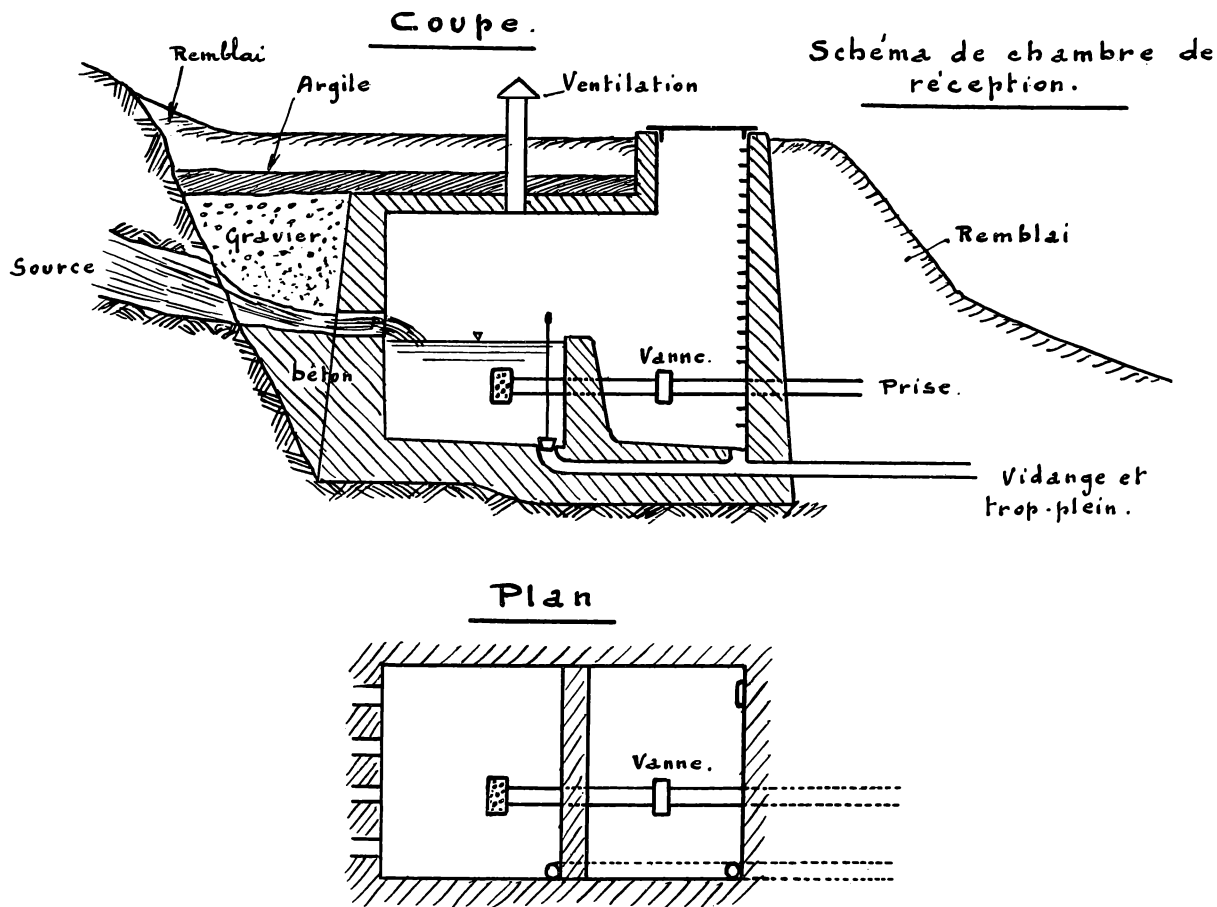 Coupe.
Schéma de chambre de
réception.
Remblai
Argile
Ventilation
Gravier
Source
Remblai
béton
Vanne.
Prise.
Vidange et
trop-plein.
Plan
Vanne.